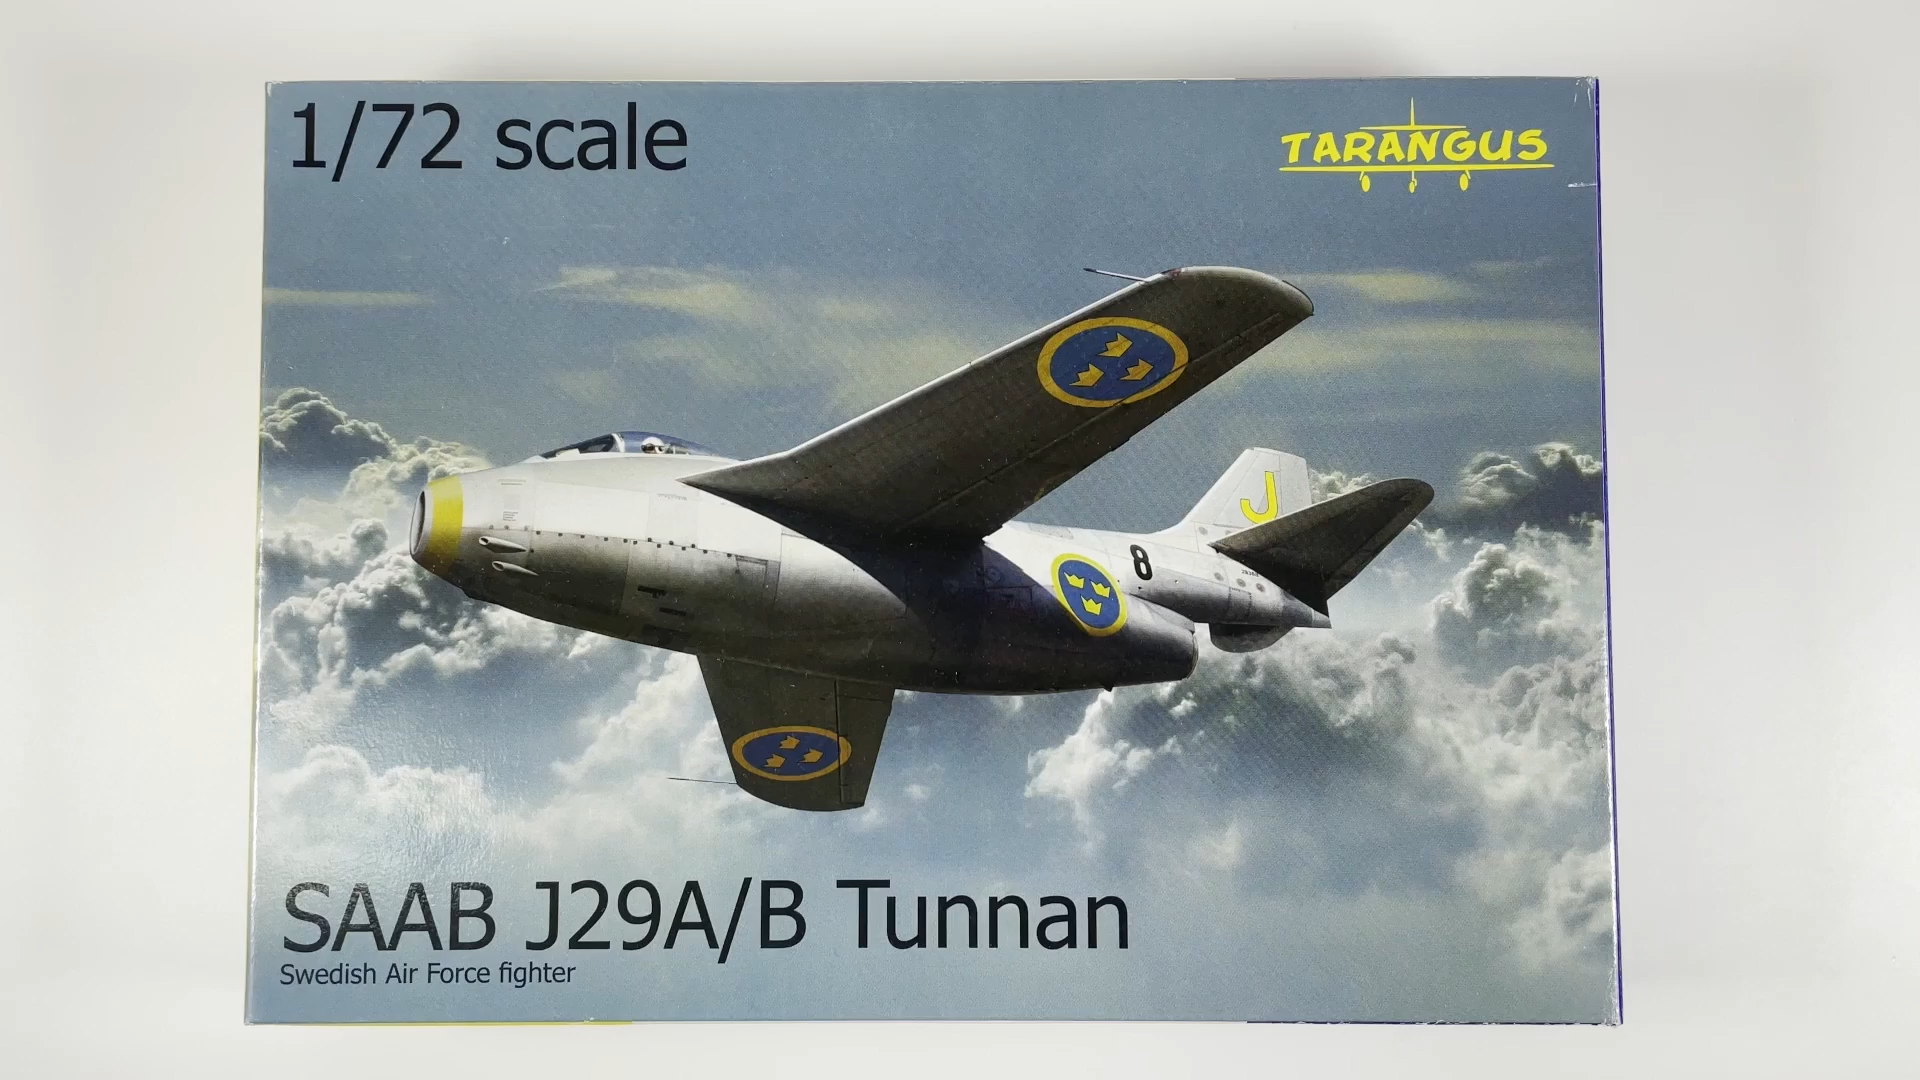 1/72 scale
TARANGUS
J
8
SAAB J29A/B Tunnan
Swedish Air Force fighter